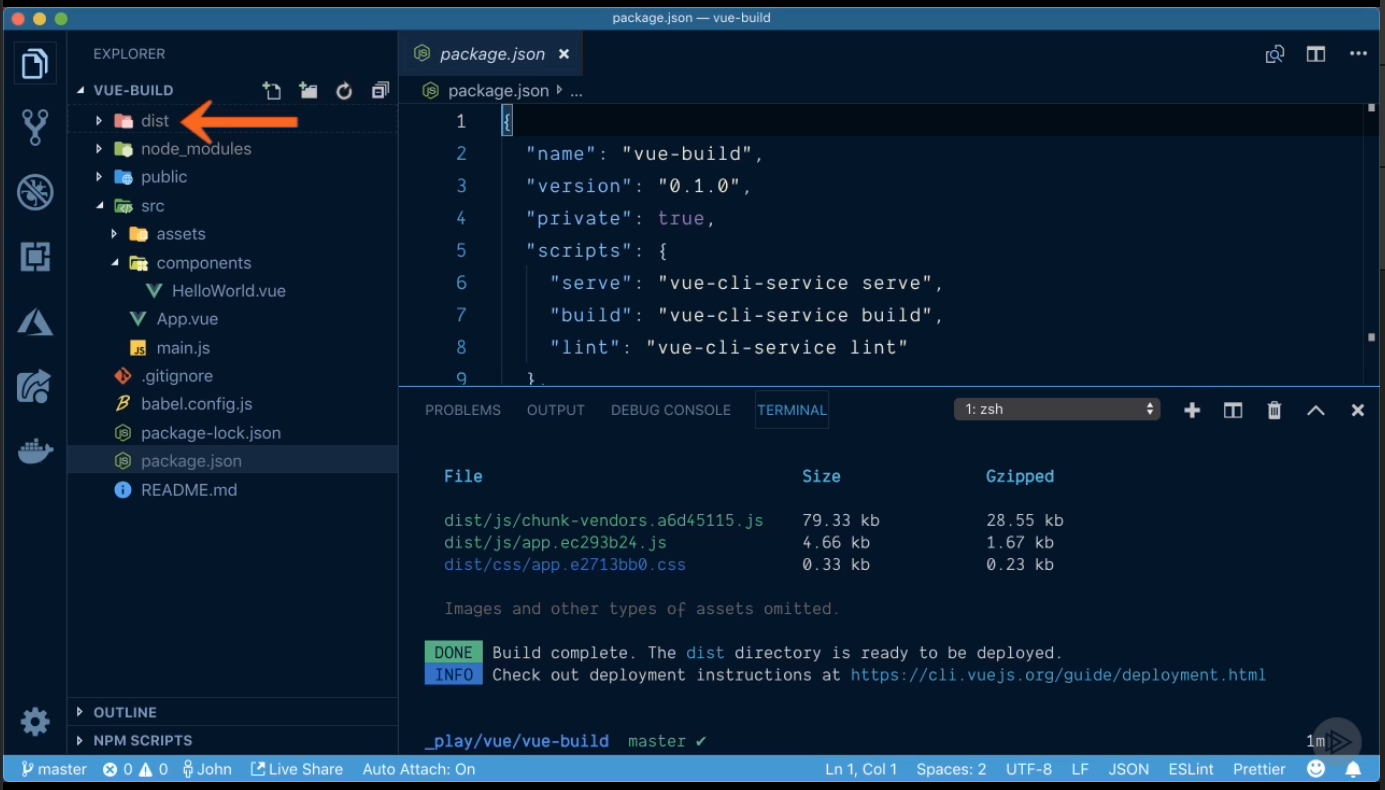 package.json — vue-build
EXPLORER
VUE-BUILD
dist
node_modules
public
src
assets
components
HelloWorld.vue
App.vue
main.js
.gitignore
babel.config.js
package-lock.json
package.json
README.md
OUTLINE
NPM SCRIPTS
package.json
package.json ...
1 {
2 "name": "vue-build",
3 "version": "0.1.0",
4 "private": true,
5 "scripts": {
6 "serve": "vue-cli-service serve",
7 "build": "vue-cli-service build",
8 "lint": "vue-cli-service lint"
9 },
PROBLEMS OUTPUT DEBUG CONSOLE TERMINAL 1: zsh
File Size Gzipped
dist/js/chunk-vendors.a6d45115.js 79.33 kb 28.55 kb
dist/js/app.ec293b24.js 4.66 kb 1.67 kb
dist/css/app.e2713bb0.css 0.33 kb 0.23 kb
Images and other types of assets omitted.
DONE Build complete. The dist directory is ready to be deployed.
INFO Check out deployment instructions at https://cli.vuejs.org/guide/deployment.html
_play/vue/vue-build master ✔ 1m
master 0 0 John Live Share Auto Attach: On Ln 1, Col 1 Spaces: 2 UTF-8 LF JSON ESLint Prettier